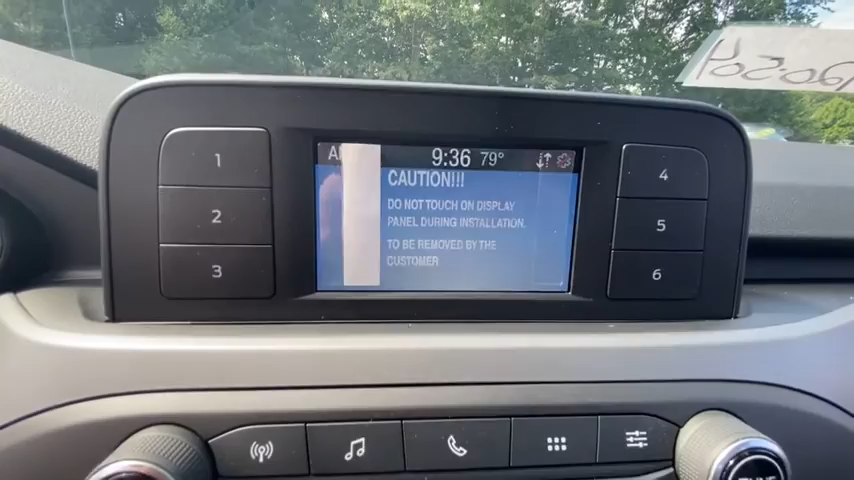 1
2
3
9:36 79°
CAUTION!!!
DO NOT TOUCH ON DISPLAY
PANEL DURING INSTALLATION.
TO BE REMOVED BY THE
CUSTOMER
4
5
6